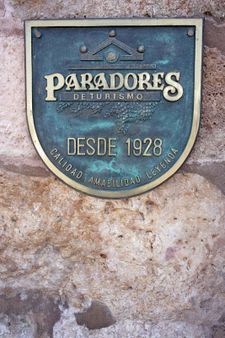 PARADORES
DE TURISMO
DESDE 1928
CALIDAD AMABILIDAD LEYENDA